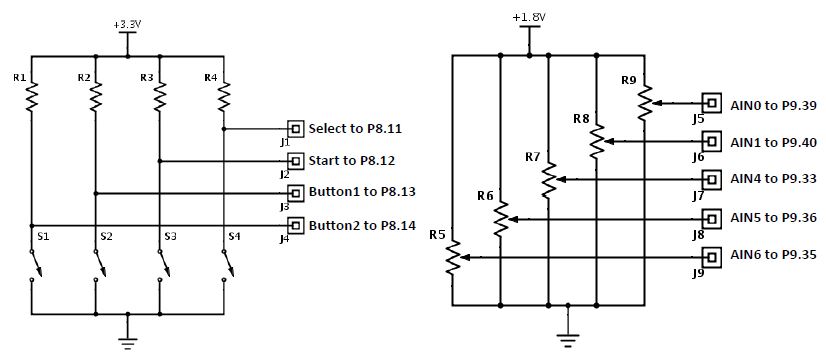 +3.3V
R1 R2 R3 R4
Select to P8.11
J1
Start to P8.12
J2
Button1 to P8.13
J3
Button2 to P8.14
J4
S1 S2 S3 S4
+1.8V
R9
AIN0 to P9.39
J5
R8
AIN1 to P9.40
J6
R7
AIN4 to P9.33
J7
R6
AIN5 to P9.36
J8
R5
AIN6 to P9.35
J9